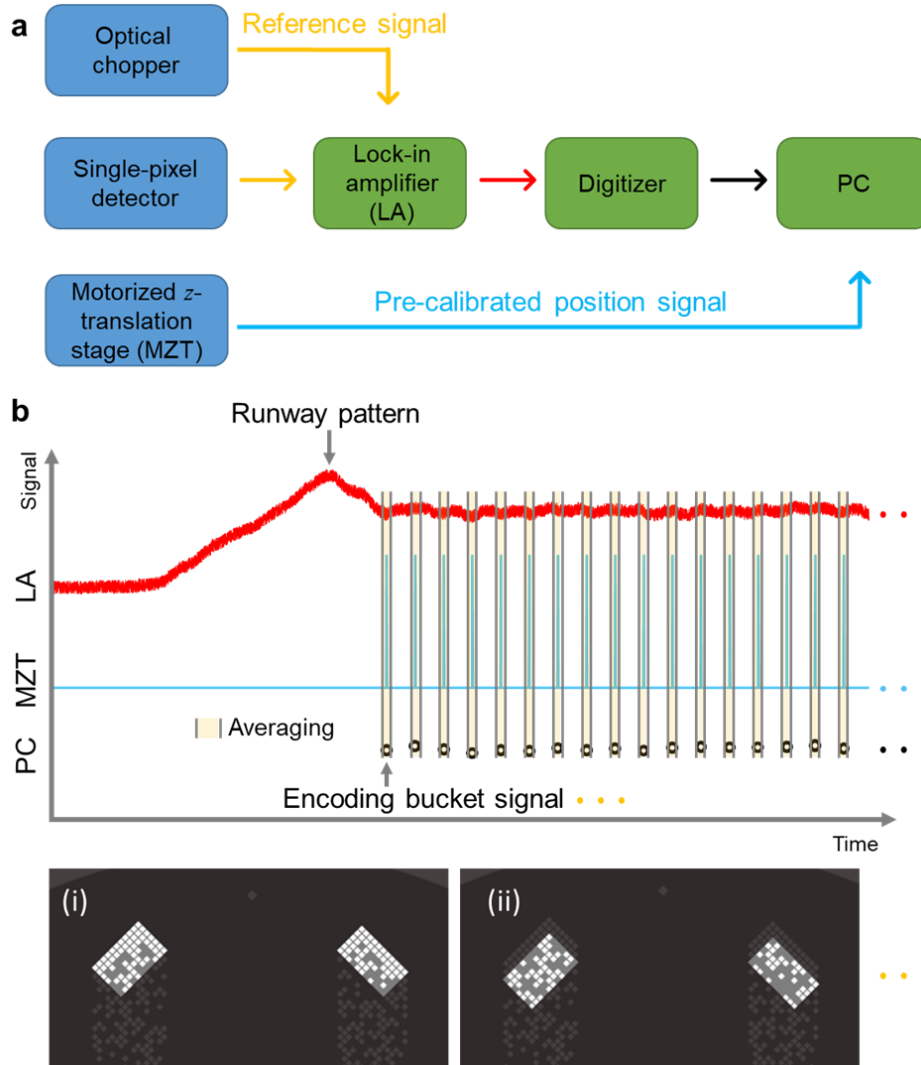 a
Optical
chopper
Reference signal
Single-pixel
detector
Lock-in
amplifier
(LA)
Digitizer
PC
Motorized z-
translation
stage (MZT)
Pre-calibrated position signal
b
Runway pattern
Signal
LA
MZT
PC
Averaging
Encoding bucket signal
Time
(i)
(ii)